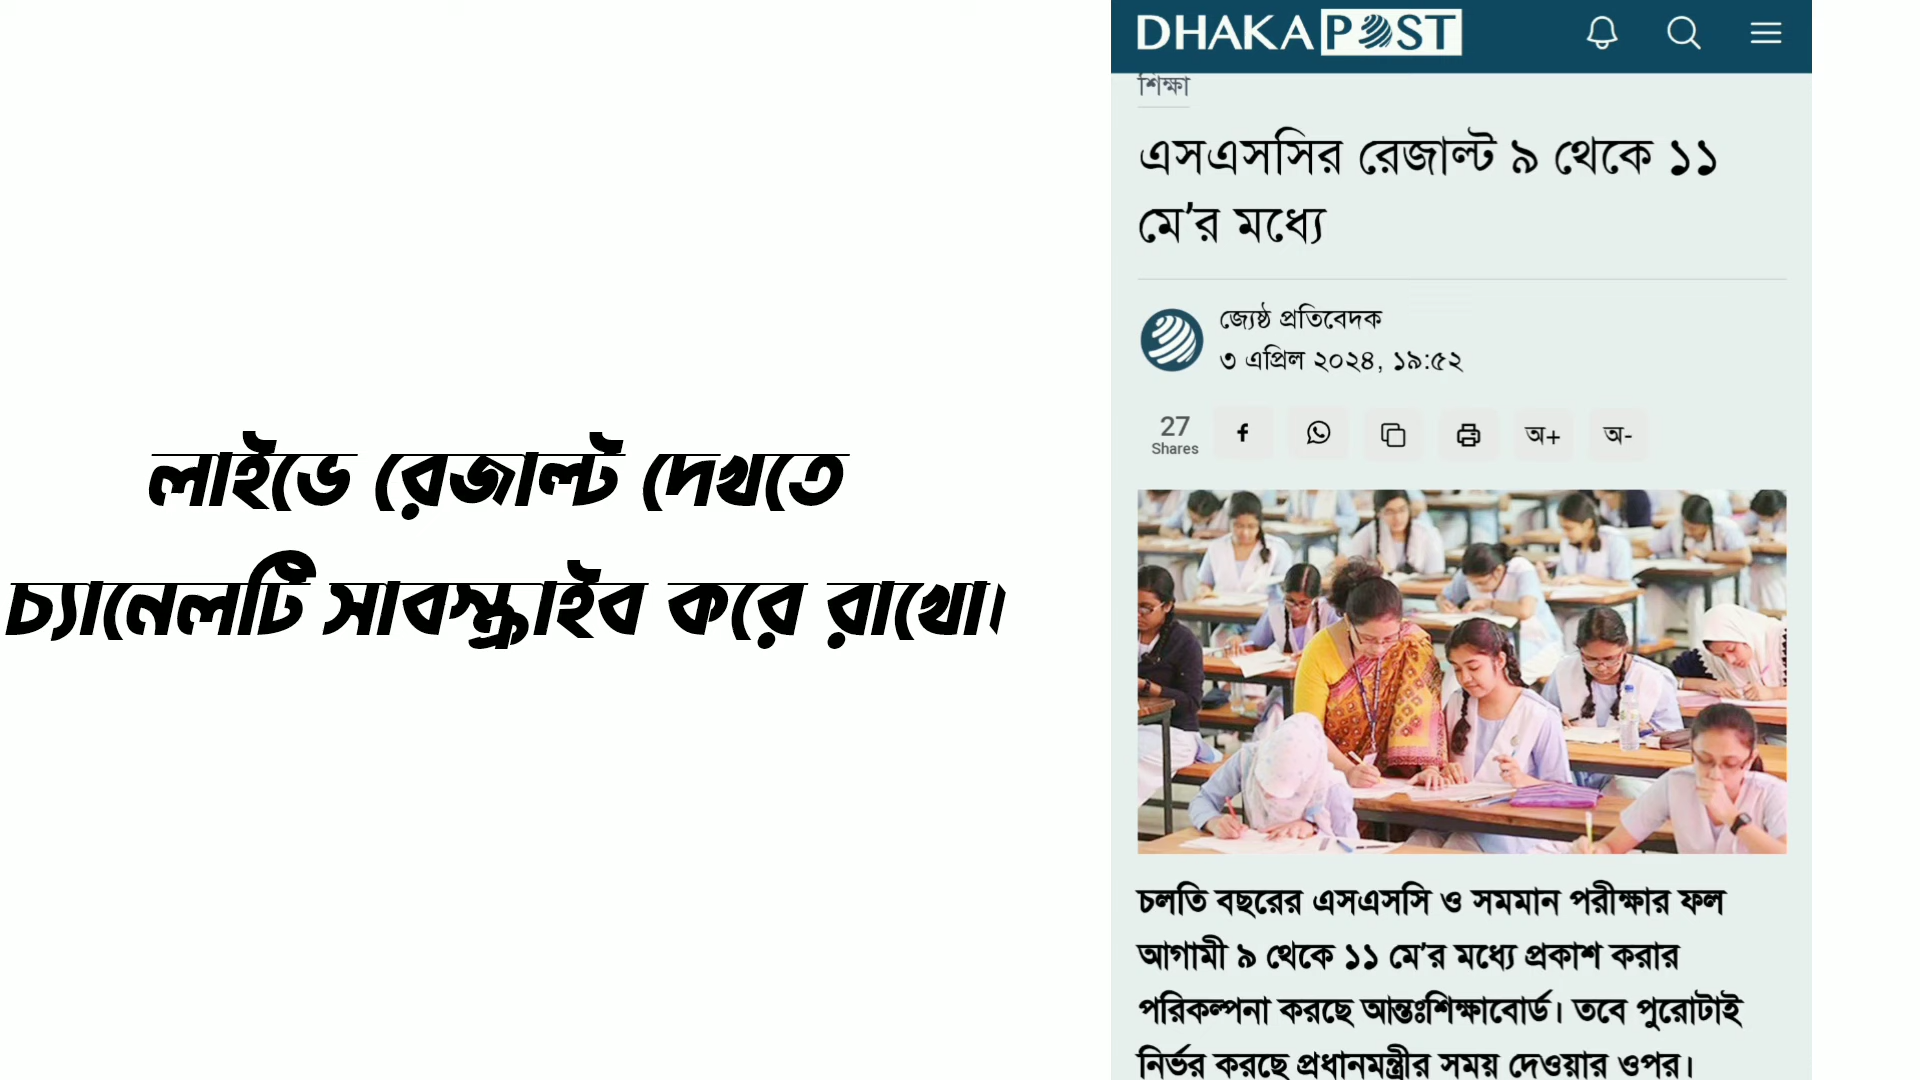 লাইভে রেজাল্ট দেখতে
চ্যানেলটি সাবস্ক্রাইব করে রাখো।
DHAKA POST
শিক্ষা
এসএসসির রেজাল্ট ৯ থেকে ১১
মে’র মধ্যে
জ্যেষ্ঠ প্রতিবেদক
৩ এপ্রিল ২০২৪, ১৯:৫২
27
Shares
অ+
অ-
চলতি বছরের এসএসসি ও সমমান পরীক্ষার ফল
আগামী ৯ থেকে ১১ মে’র মধ্যে প্রকাশ করার
পরিকল্পনা করছে আন্তঃশিক্ষাবোর্ড। তবে পুরোটাই
নির্ভর করছে প্রধানমন্ত্রীর সময় দেওয়ার ওপর।